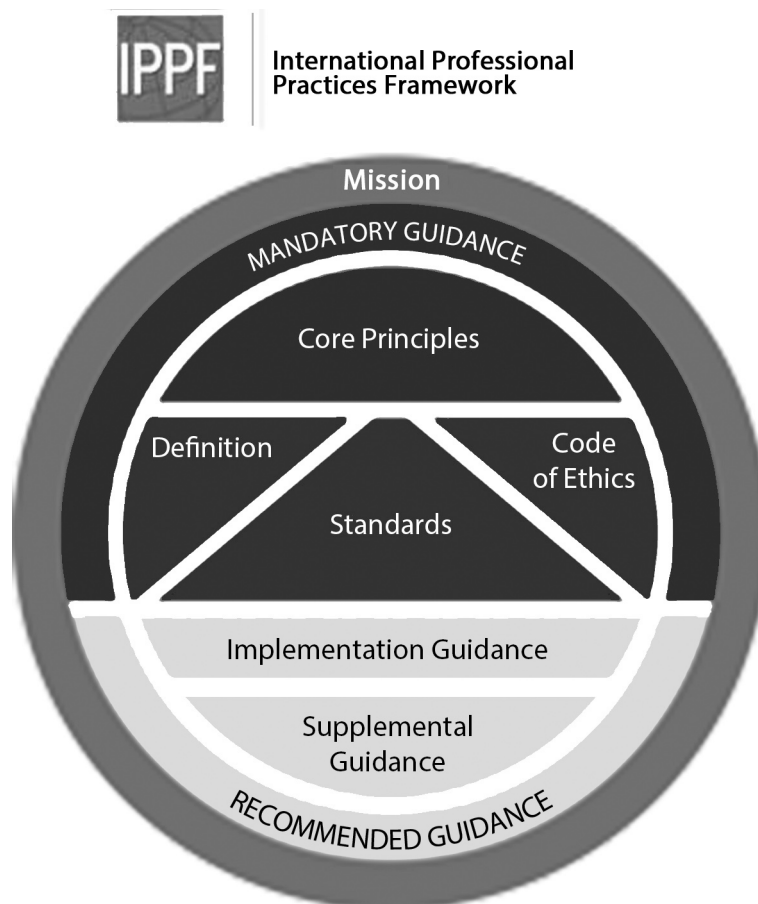 IPPF
International Professional
Practices Framework
Mission
MANDATORY GUIDANCE
Core Principles
Definition
Code
of Ethics
Standards
Implementation Guidance
Supplemental
Guidance
RECOMMENDED GUIDANCE